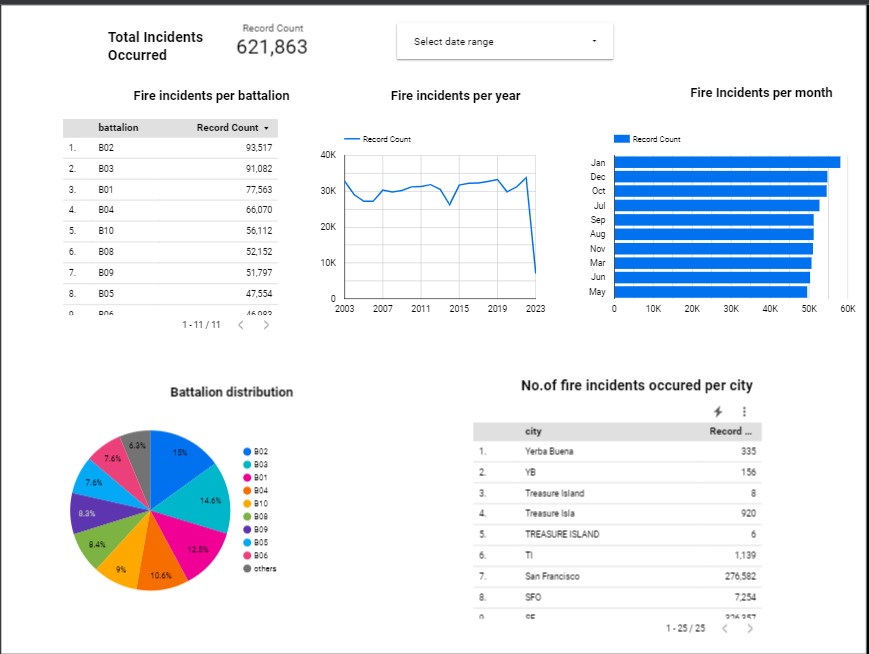 Total Incidents
Occurred
Record Count
621,863
Select date range
Fire incidents per battalion
battalion Record Count
1. B02 93,517
2. B03 91,082
3. B01 77,563
4. B04 66,070
5. B10 56,112
6. B08 52,152
7. B09 51,797
8. B05 47,554
1 - 11 / 11
Fire incidents per year
Record Count
40K
30K
20K
10K
0
2003 2007 2011 2015 2019 2023
Fire Incidents per month
Record Count
Jan
Dec
Oct
Jul
Sep
Aug
Nov
Mar
Jun
May
0 10K 20K 30K 40K 50K 60K
Battalion distribution
15%
14.6%
12.5%
10.6%
9%
8.4%
8.3%
7.6%
7.6%
6.3%
B02
B03
B01
B04
B10
B08
B09
B05
B06
others
No.of fire incidents occured per city
city Record ...
1. Yerba Buena 335
2. YB 156
3. Treasure Island 8
4. Treasure Isla 920
5. TREASURE ISLAND 6
6. TI 1,139
7. San Francisco 276,582
8. SFO 7,254
1 - 25 / 25